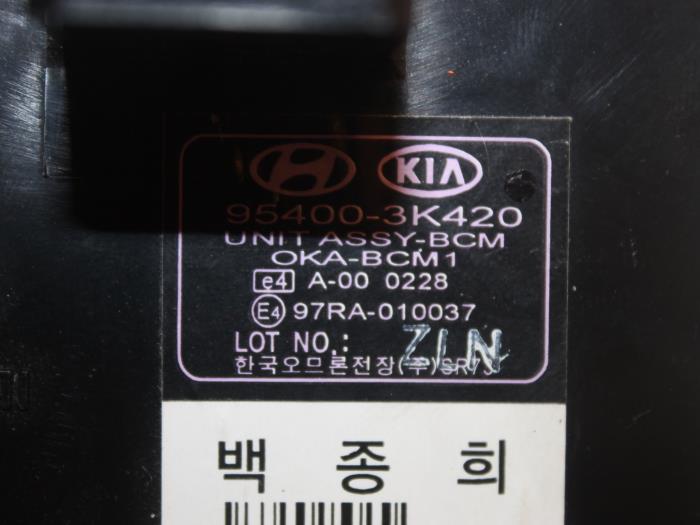 KIA
95400-3K420
UNIT ASSY-BCM
OKA-BCM1
e4 A-00 0228
E4 97RA-010037
LOT NO.: Z1N
한국오므론전장(주)
백종희